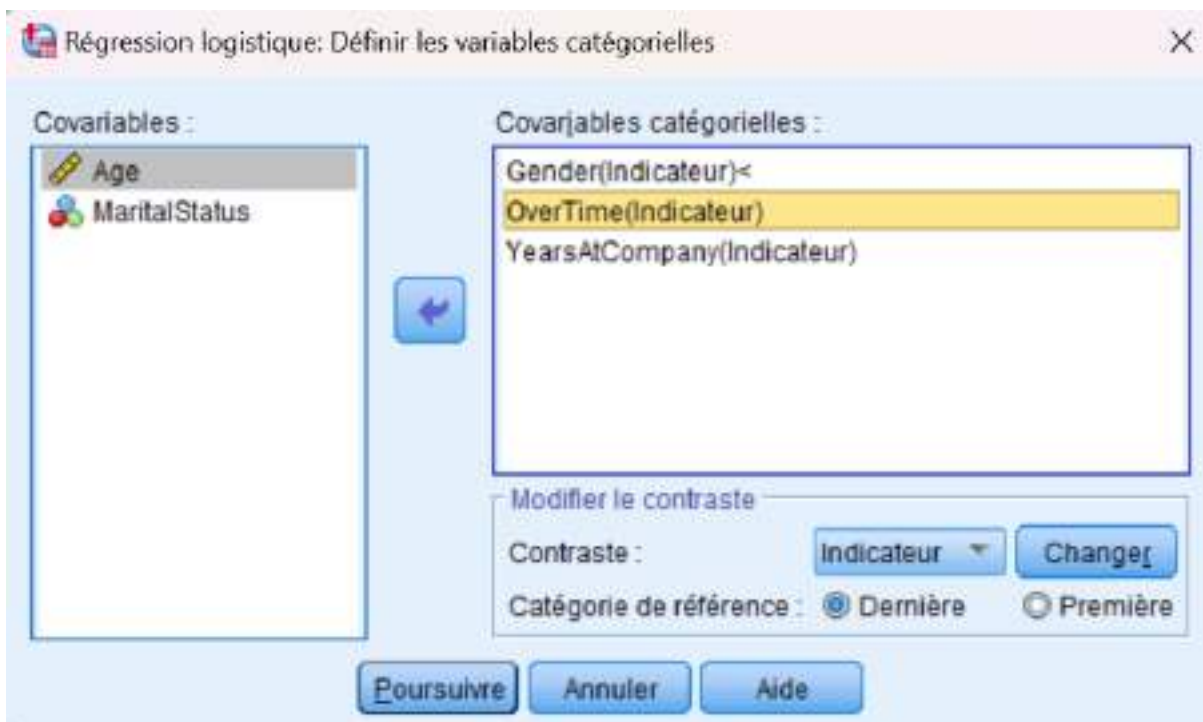 Régression logistique: Définir les variables catégorielles
Covariables :
Age
MaritalStatus
Covariables catégorielles :
Gender(Indicateur)<
OverTime(Indicateur)
YearsAtCompany(Indicateur)
Modifier le contraste
Contraste :
Indicateur
Changer
Catégorie de référence :
Dernière
Première
Poursuivre
Annuler
Aide